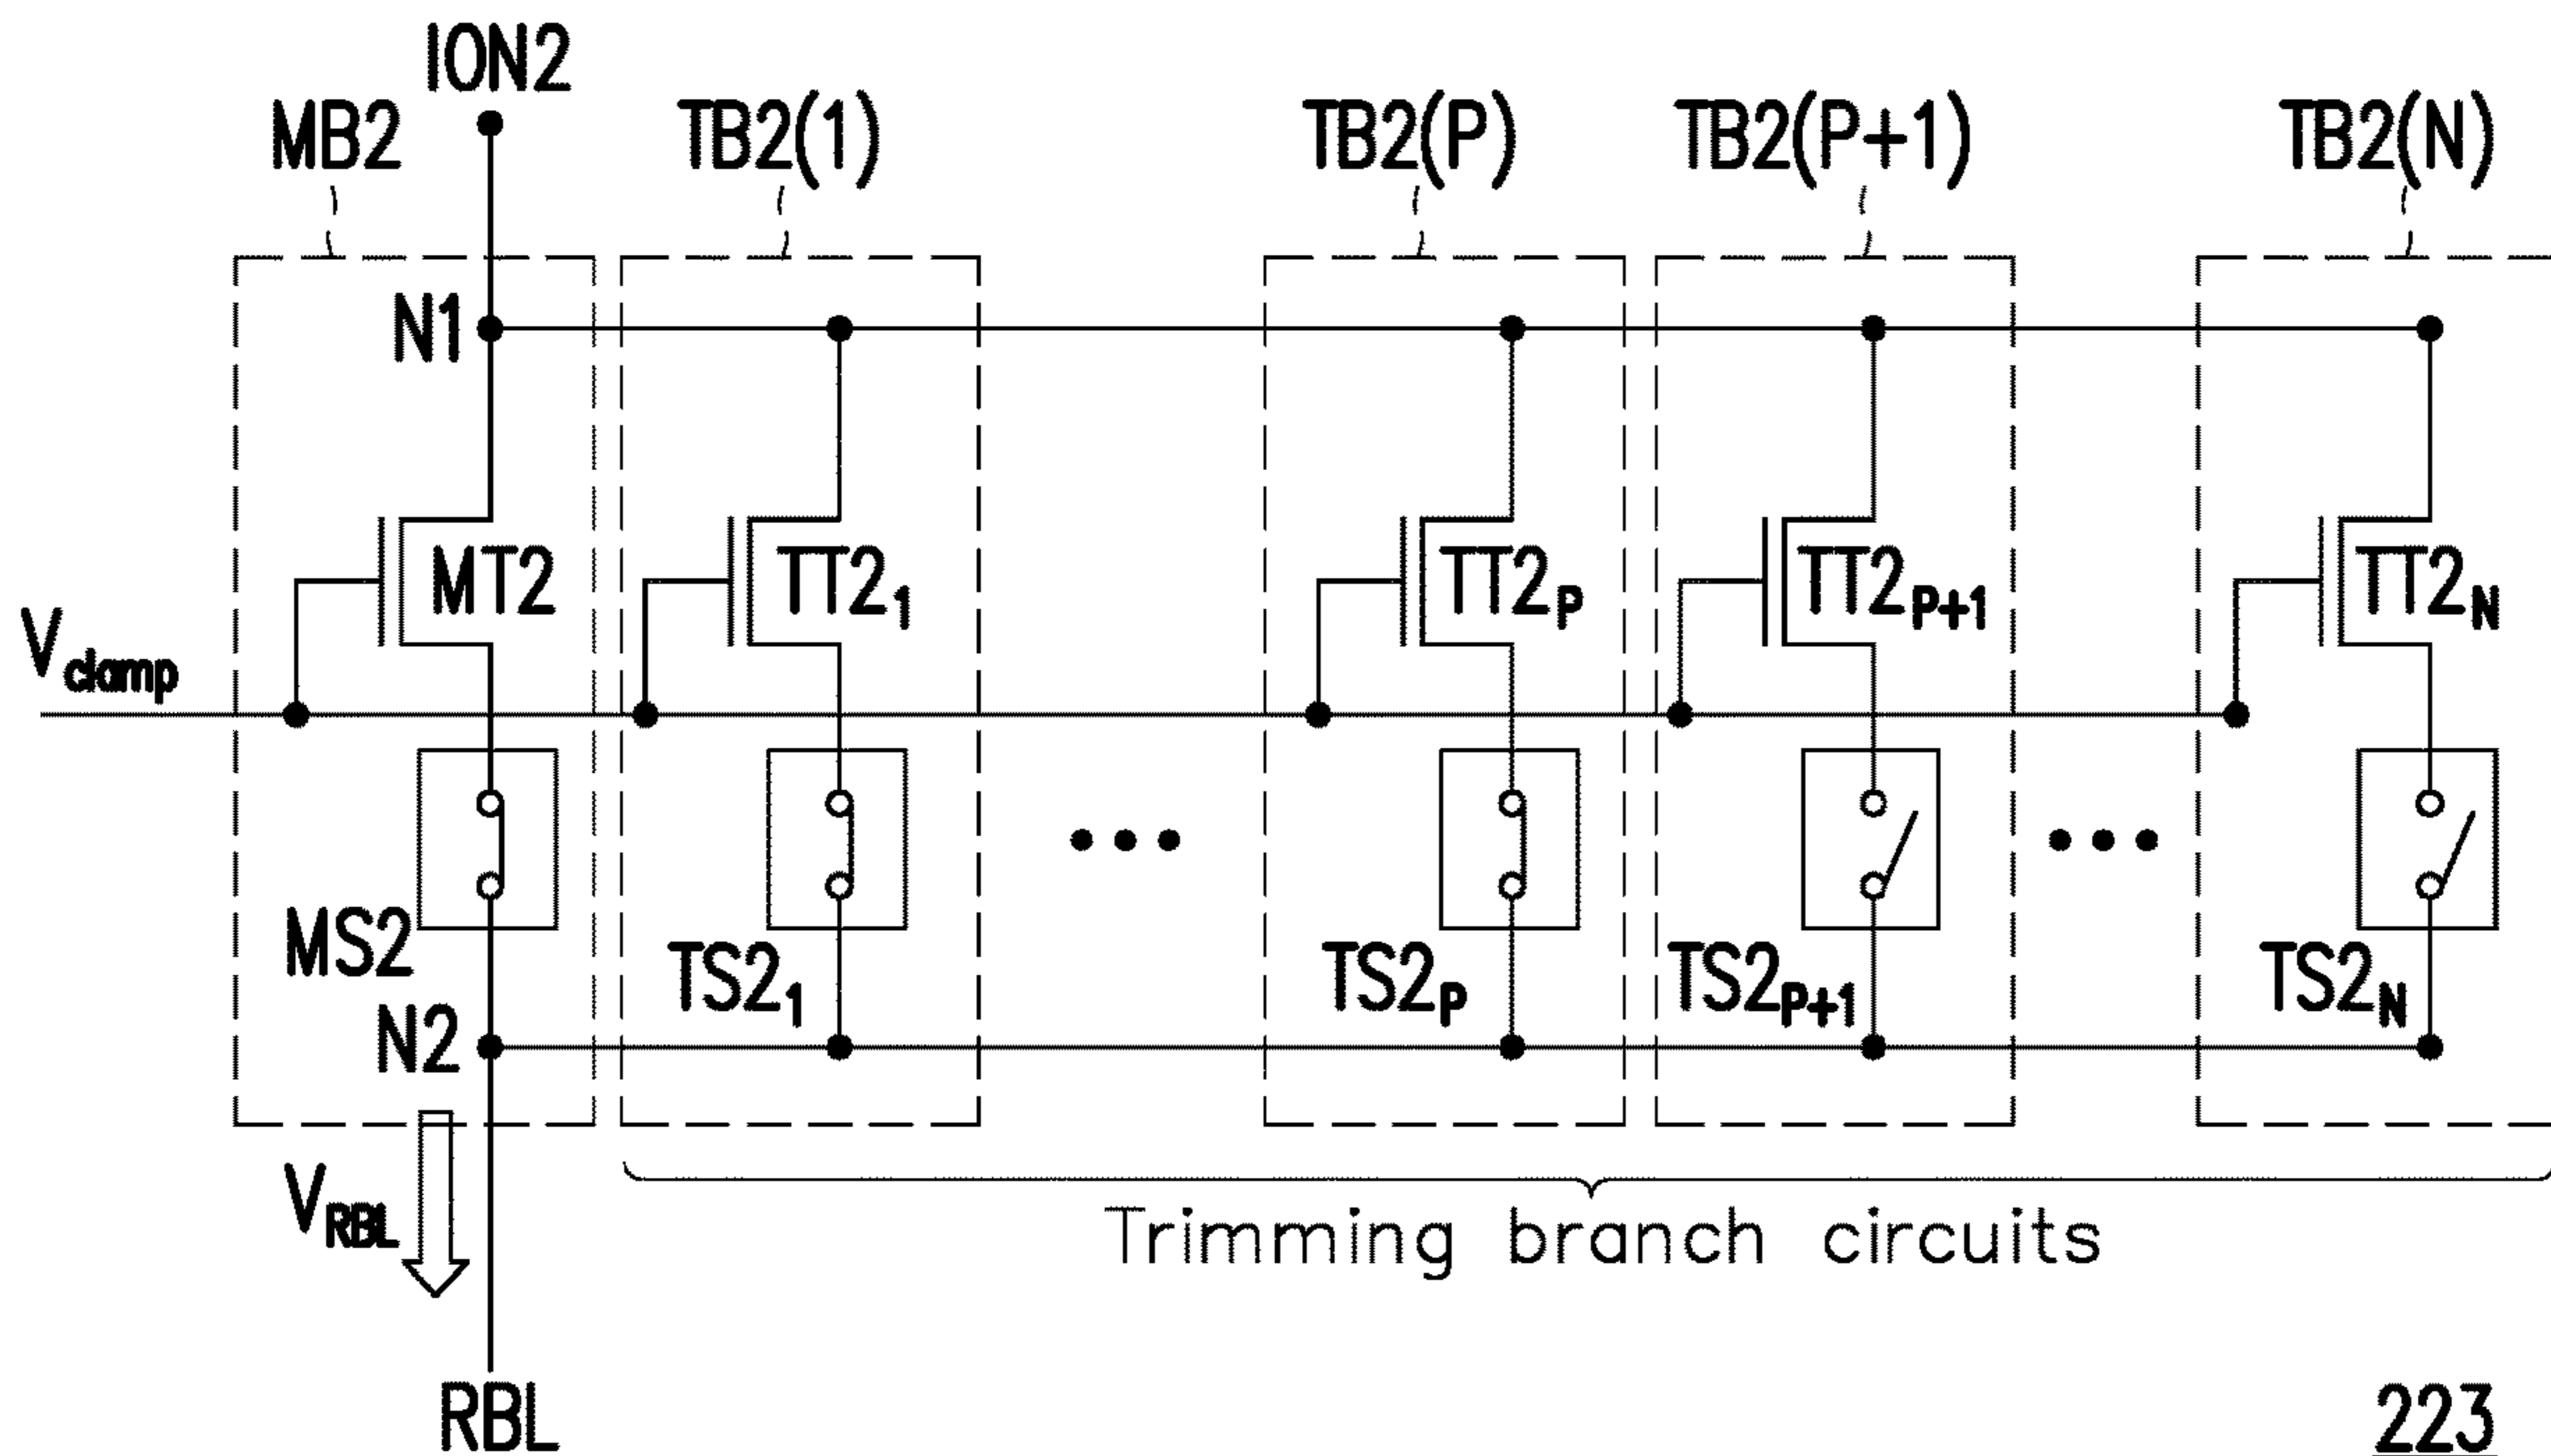 ION2
MB2 TB2(1) TB2(P) TB2(P+1) TB2(N)
N1
MT2 TT2₁ TT2P TT2P+1 TT2N
Vclamp
MS2 TS2₁ TS2P TS2P+1 TS2N
N2
VRBL
Trimming branch circuits
RBL
223